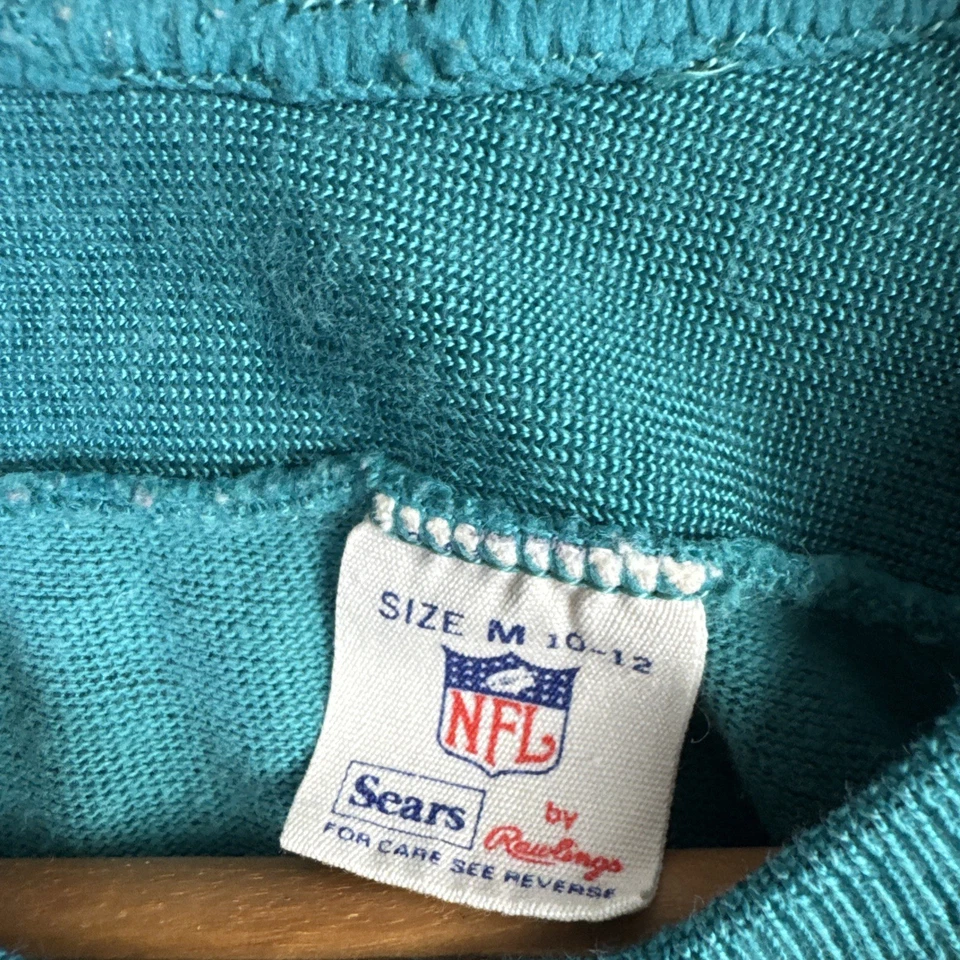 SIZE M 10-12
NFL
Sears
by
Rawlings
FOR CARE SEE REVERSE